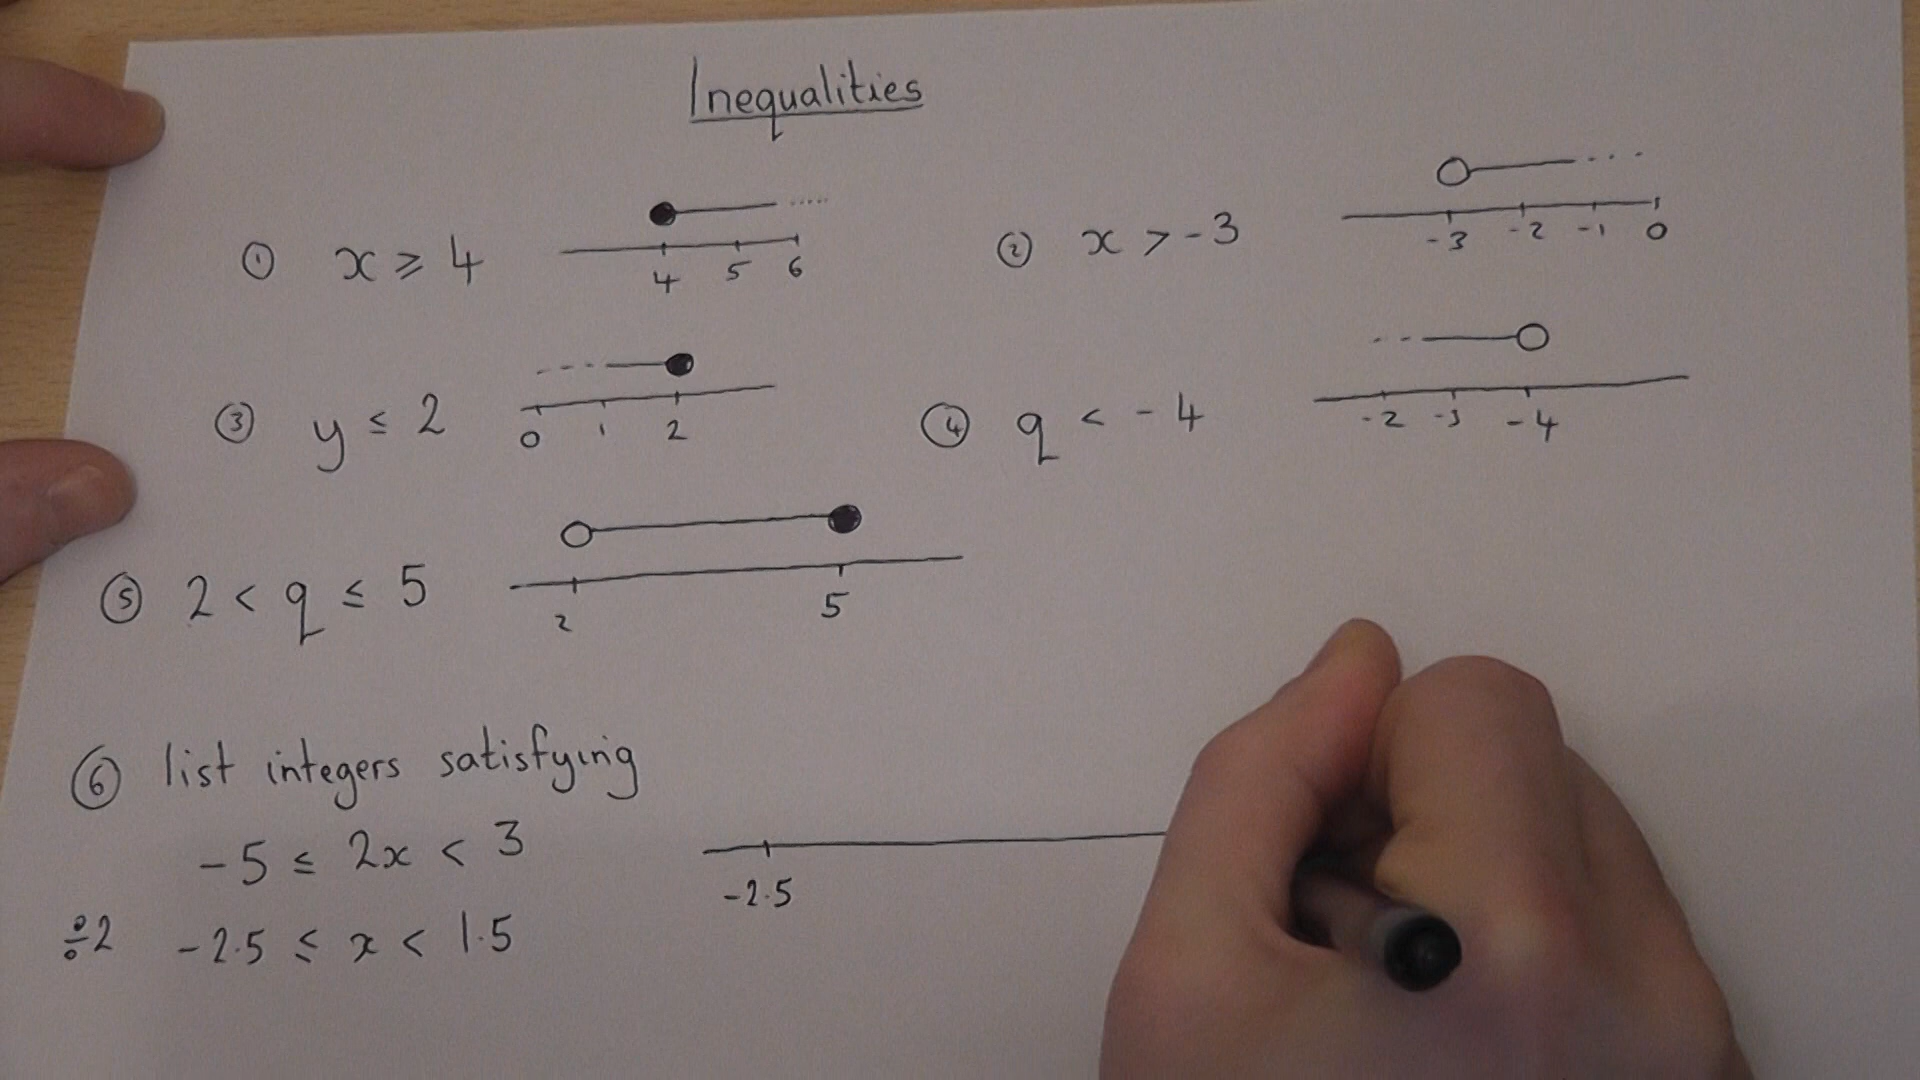 Inequalities
① x ≥ 4
4 5 6
② x > -3
-3 -2 -1 0
③ y ≤ 2
0 1 2
④ q < -4
-2 -3 -4
⑤ 2 < q ≤ 5
2 5
⑥ list integers satisfying
-5 ≤ 2x < 3
-2.5
÷2 -2.5 ≤ x < 1.5